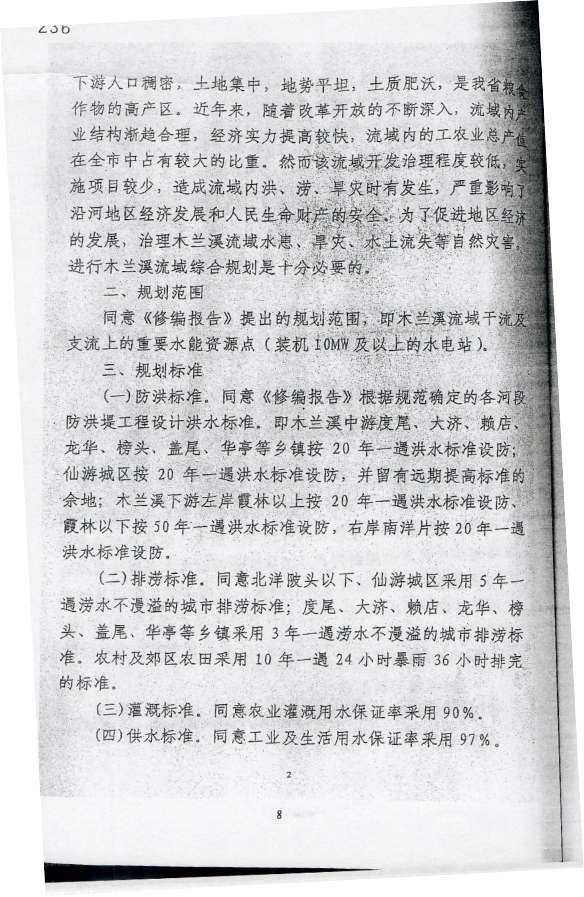 236
下游人口稠密，土地集中，地势平坦，土质肥沃，是我省粮食
作物的高产区。近年来，随着改革开放的不断深入，流域内产
业结构渐趋合理，经济实力提高较快，流域内的工农业总产值
在全市中占有较大的比重。然而该流域开发治理程度较低，实
施项目较少，造成流域内洪、涝、旱灾时有发生，严重影响了
沿河地区经济发展和人民生命财产的安全。为了促进地区经济
的发展，治理木兰溪流域水患、旱灾、水土流失等自然灾害，
进行木兰溪流域综合规划是十分必要的。
二、规划范围
同意《修编报告》提出的规划范围，即木兰溪流域干流及
支流上的重要水能资源点（装机10MW及以上的水电站）。
三、规划标准
(一)防洪标准。同意《修编报告》根据规范确定的各河段
防洪堤工程设计洪水标准。即木兰溪中游度尾、大济、赖店、
龙华、榜头、盖尾、华亭等乡镇按 20 年一遇洪水标准设防；
仙游城区按 20 年一遇洪水标准设防，并留有远期提高标准的
余地；木兰溪下游左岸霞林以上按 20 年一遇洪水标准设防、
霞林以下按50年一遇洪水标准设防，右岸南洋片按20年一遇
洪水标准设防。
(二)排涝标准。同意北洋陂头以下、仙游城区采用5年一
遇涝水不漫溢的城市排涝标准；度尾、大济、赖店、龙华、榜
头、盖尾、华亭等乡镇采用3年一遇涝水不漫溢的城市排涝标
准。农村及郊区农田采用10年一遇24小时暴雨36小时排完
的标准。
(三)灌溉标准。同意农业灌溉用水保证率采用90%。
(四)供水标准。同意工业及生活用水保证率采用97%。
2
8